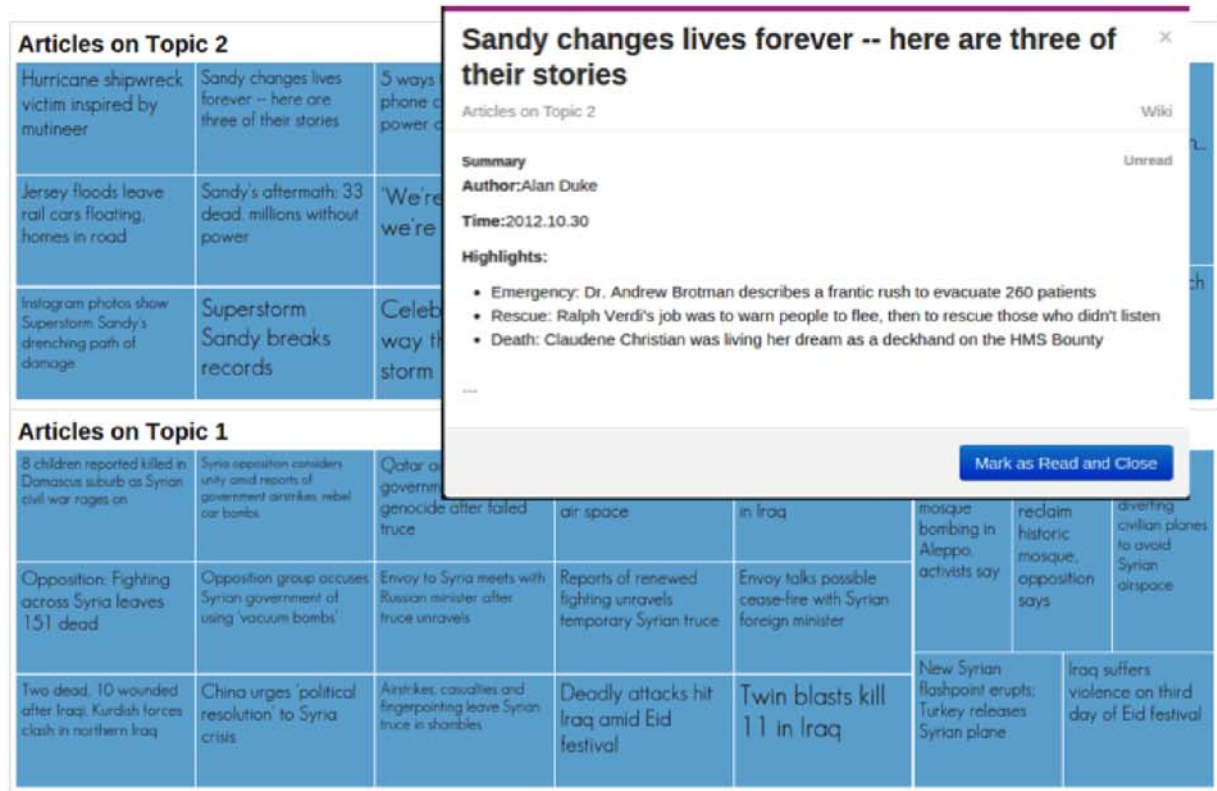 Articles on Topic 2
Hurricane shipwreck
victim inspired by
mutineer
Sandy changes lives
forever -- here are
three of their stories
5 ways
phone
power
Jersey floods leave
rail cars floating,
homes in road
Sandy's aftermath: 33
dead, millions without
power
'We're
we're
Instagram photos show
Superstorm Sandy's
drenching path of
damage
Superstorm
Sandy breaks
records
way
storm
Sandy changes lives forever -- here are three of
their stories
×
Articles on Topic 2
Wiki
Summary
Unread
Author:Alan Duke
Time:2012.10.30
Highlights:
• Emergency: Dr. Andrew Brotman describes a frantic rush to evacuate 260 patients
• Rescue: Ralph Verdi's job was to warn people to flee, then to rescue those who didn't listen
• Death: Claudene Christian was living her dream as a deckhand on the HMS Bounty
...
Mark as Read and Close
Articles on Topic 1
8 children reported killed in
Damascus suburb as Syrian
civil war rages on
Syria opposition considers
unity amid reports of
government airstrikes, rebel
car bombs
Qatar
genocide after failed
truce
air space
in Iraq
mosque
bombing in
Aleppo,
activists say
reclaim
historic
mosque,
opposition
says
diverting
civilian planes
to avoid
Syrian
airspace
Opposition: Fighting
across Syria leaves
151 dead
Opposition group accuses
Syrian government of
using 'vacuum bombs'
Envoy to Syria meets with
Russian minister after
truce unravels
Reports of renewed
fighting unravels
temporary Syrian truce
Envoy talks possible
cease-fire with Syrian
foreign minister
Two dead, 10 wounded
after Iraqi, Kurdish forces
clash in northern Iraq
China urges 'political
resolution' to Syria
crisis
Airstrikes, casualties and
fingerpointing leave Syrian
truce in shambles
Deadly attacks hit
Iraq amid Eid
festival
Twin blasts kill
11 in Iraq
New Syrian
flashpoint erupts;
Turkey releases
Syrian plane
Iraq suffers
violence on third
day of Eid festival